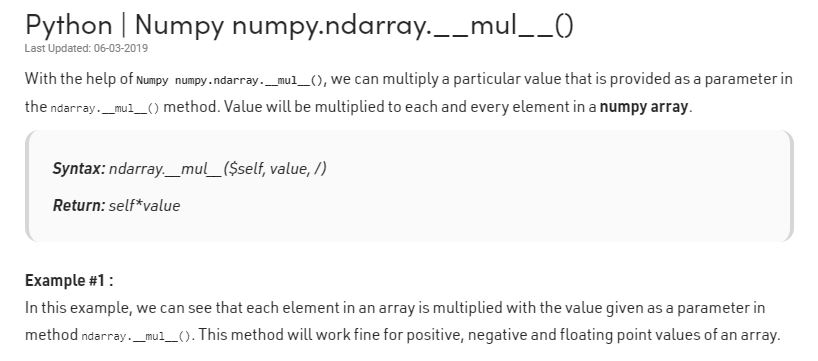 Python | Numpy numpy.ndarray.__mul__()
Last Updated: 06-03-2019
With the help of Numpy numpy.ndarray.__mul__(), we can multiply a particular value that is provided as a parameter in
the ndarray.__mul__() method. Value will be multiplied to each and every element in a numpy array.
Syntax: ndarray.__mul__($self, value, /)
Return: self*value
Example #1 :
In this example, we can see that each element in an array is multiplied with the value given as a parameter in
method ndarray.__mul__(). This method will work fine for positive, negative and floating point values of an array.